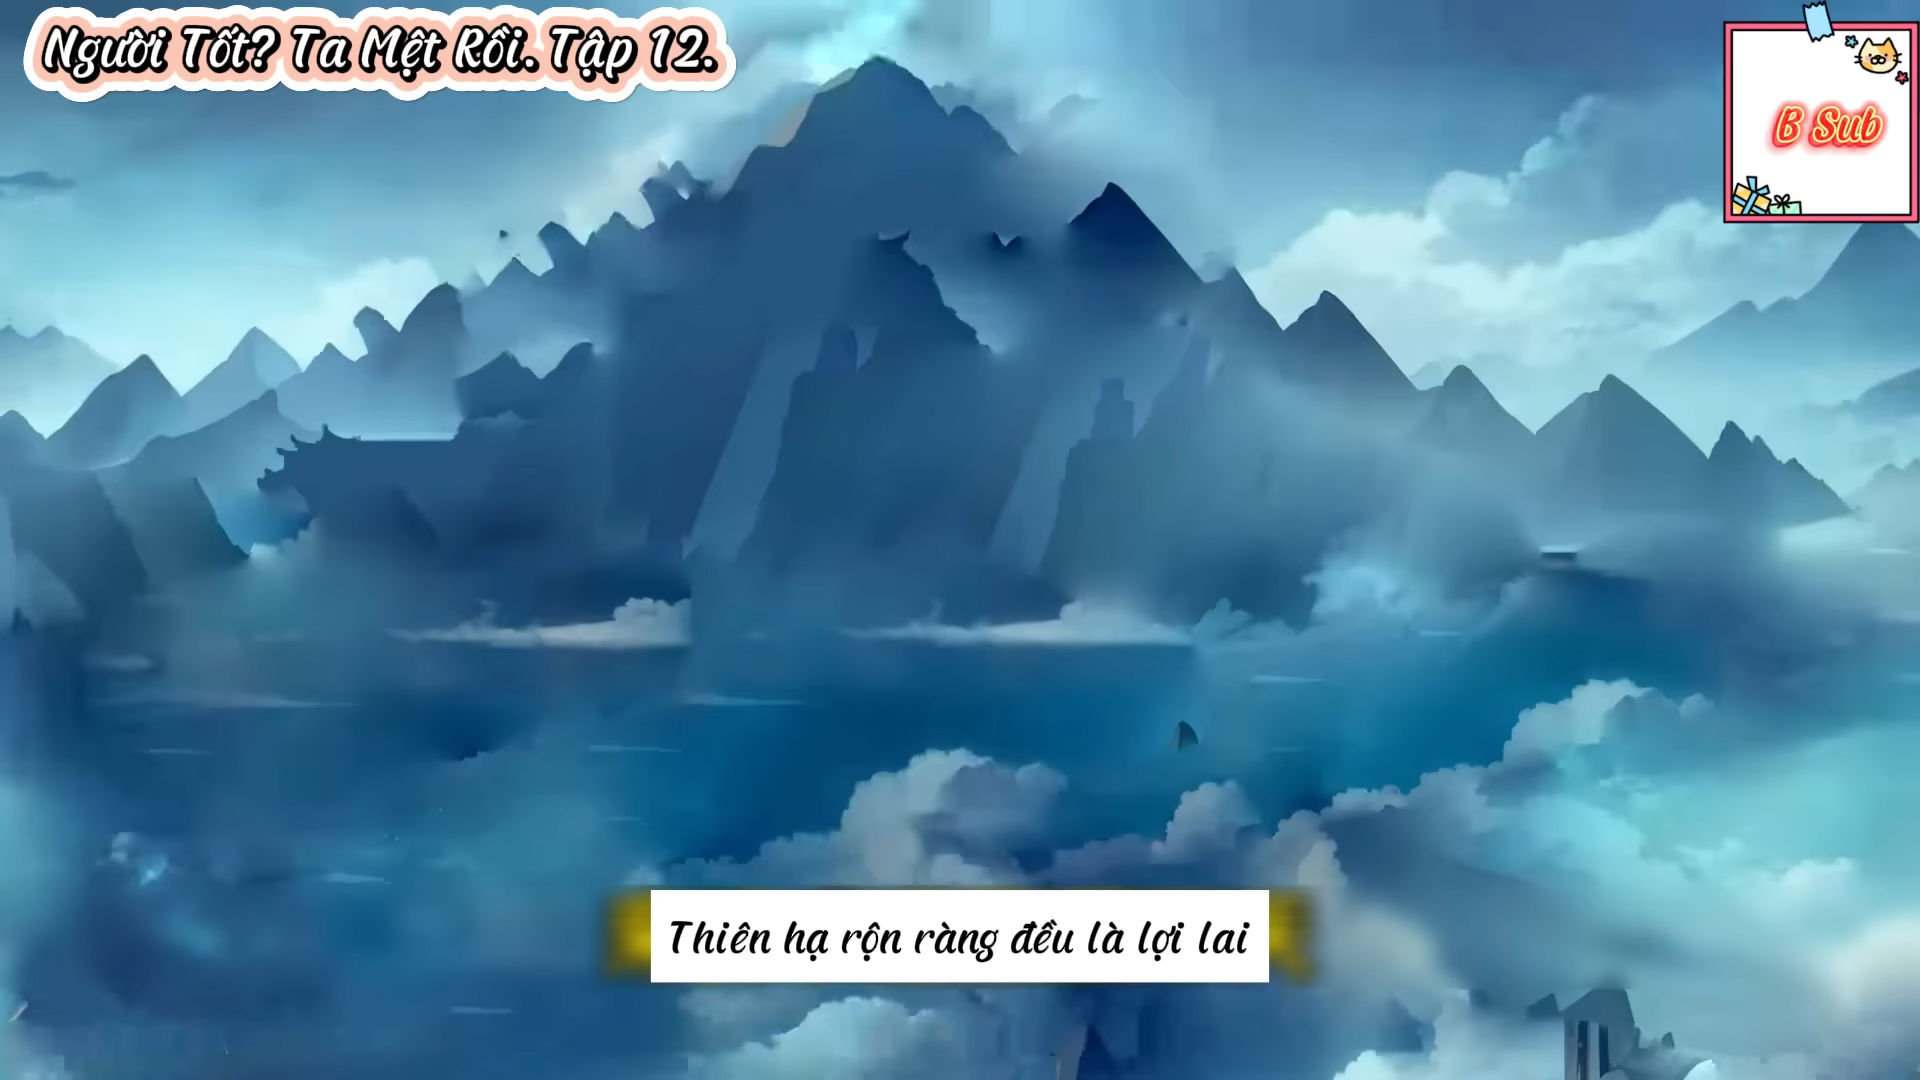 Người Tốt? Ta Mệt Rồi. Tập 12.
B Sub
Thiên hạ rộn ràng đều là lợi lai